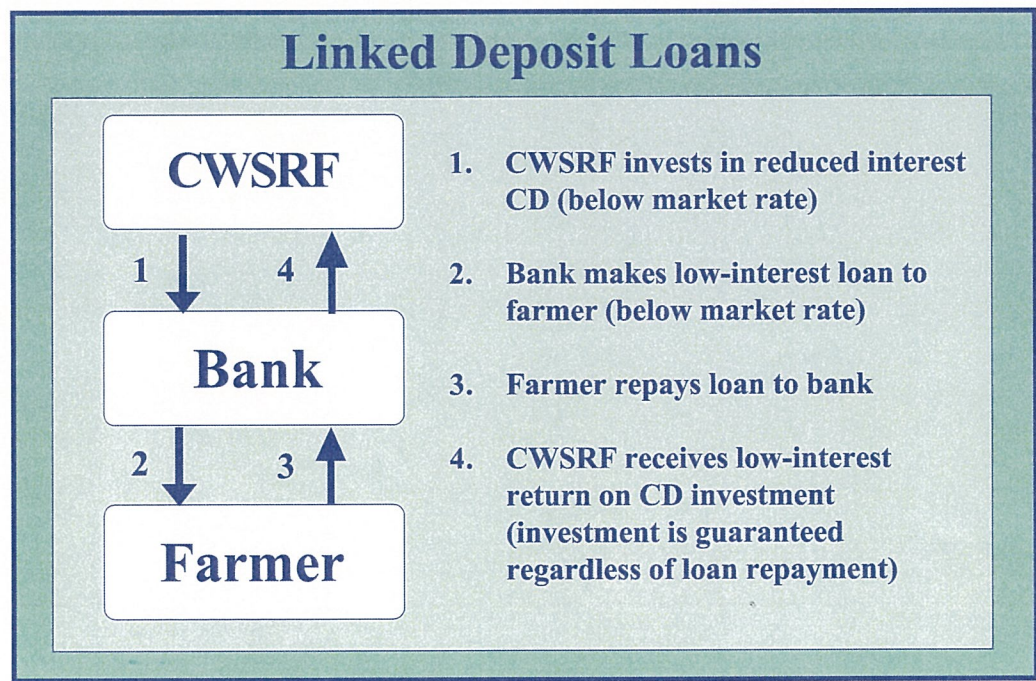 Linked Deposit Loans
CWSRF
1
4
Bank
2
3
Farmer
1. CWSRF invests in reduced interest
CD (below market rate)
2. Bank makes low-interest loan to
farmer (below market rate)
3. Farmer repays loan to bank
4. CWSRF receives low-interest
return on CD investment
(investment is guaranteed
regardless of loan repayment)